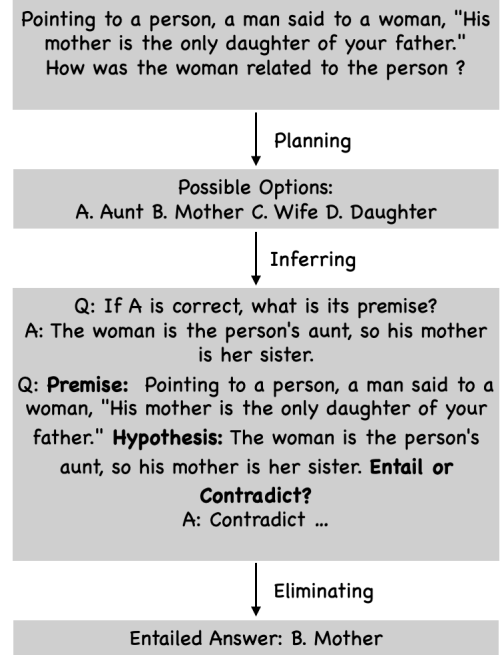 Pointing to a person, a man said to a woman, "His
mother is the only daughter of your father."
How was the woman related to the person ?
Planning
Possible Options:
A. Aunt B. Mother C. Wife D. Daughter
Inferring
Q: If A is correct, what is its premise?
A: The woman is the person's aunt, so his mother
is her sister.
Q: Premise: Pointing to a person, a man said to a
woman, "His mother is the only daughter of your
father." Hypothesis: The woman is the person's
aunt, so his mother is her sister. Entail or
Contradict?
A: Contradict ...
Eliminating
Entailed Answer: B. Mother